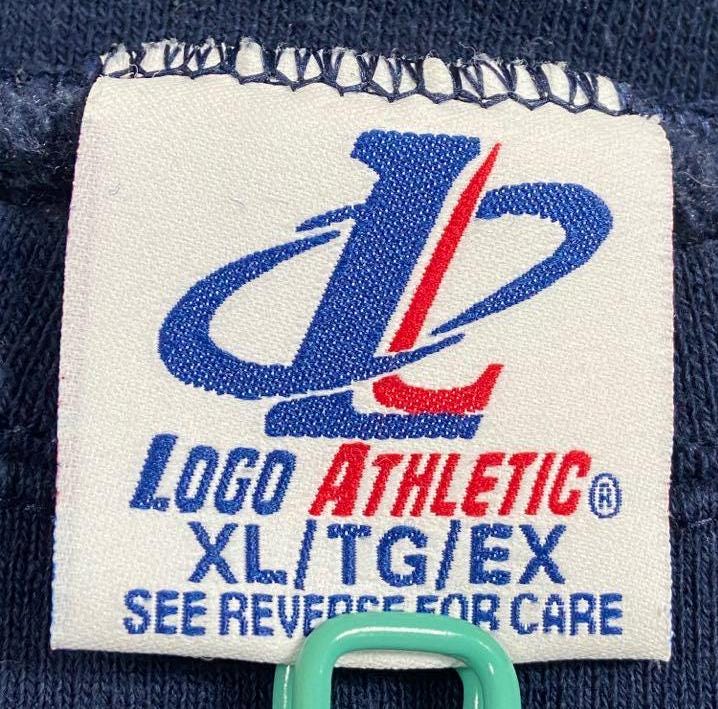 LOGO ATHLETIC®
XL/TG/EX
SEE REVERSE FOR CARE